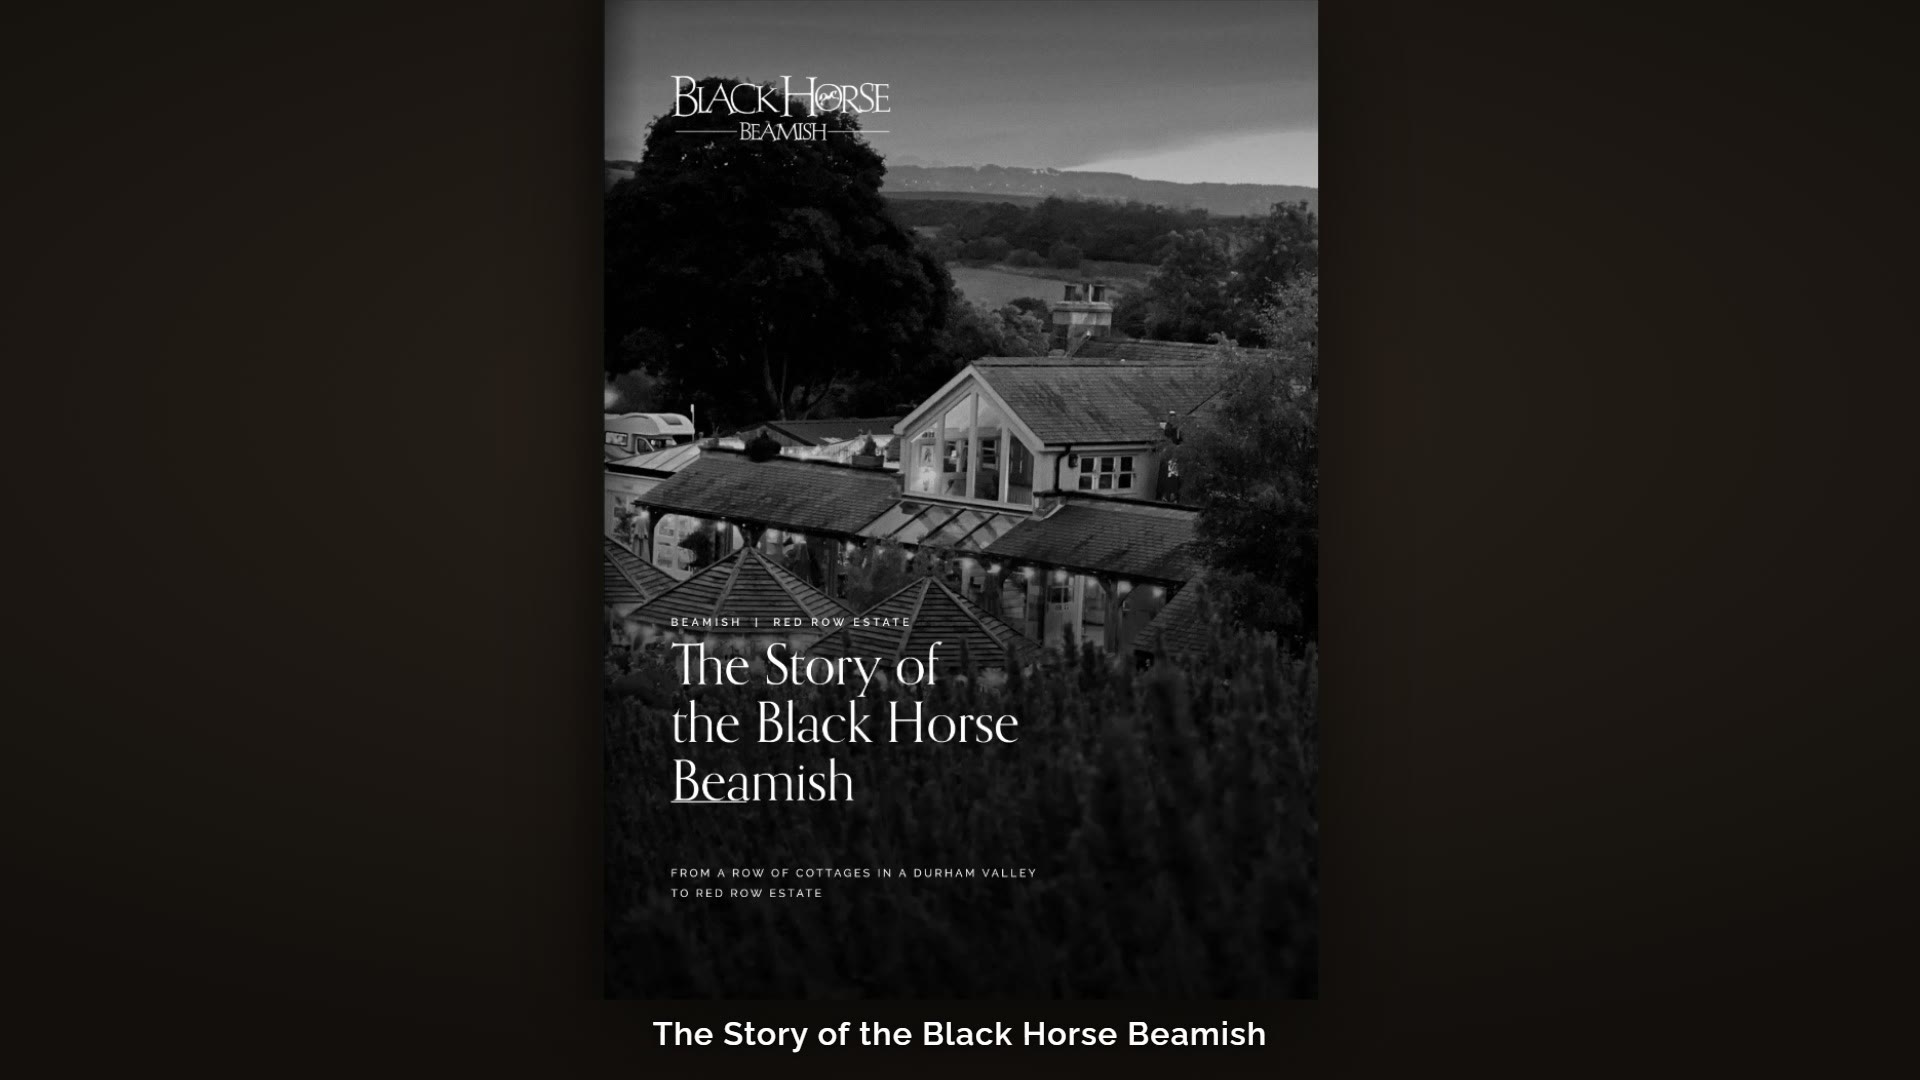 BLACK HORSE
BEAMISH
BEAMISH | RED ROW ESTATE
The Story of
the Black Horse
Beamish
FROM A ROW OF COTTAGES IN A DURHAM VALLEY
TO RED ROW ESTATE
The Story of the Black Horse Beamish